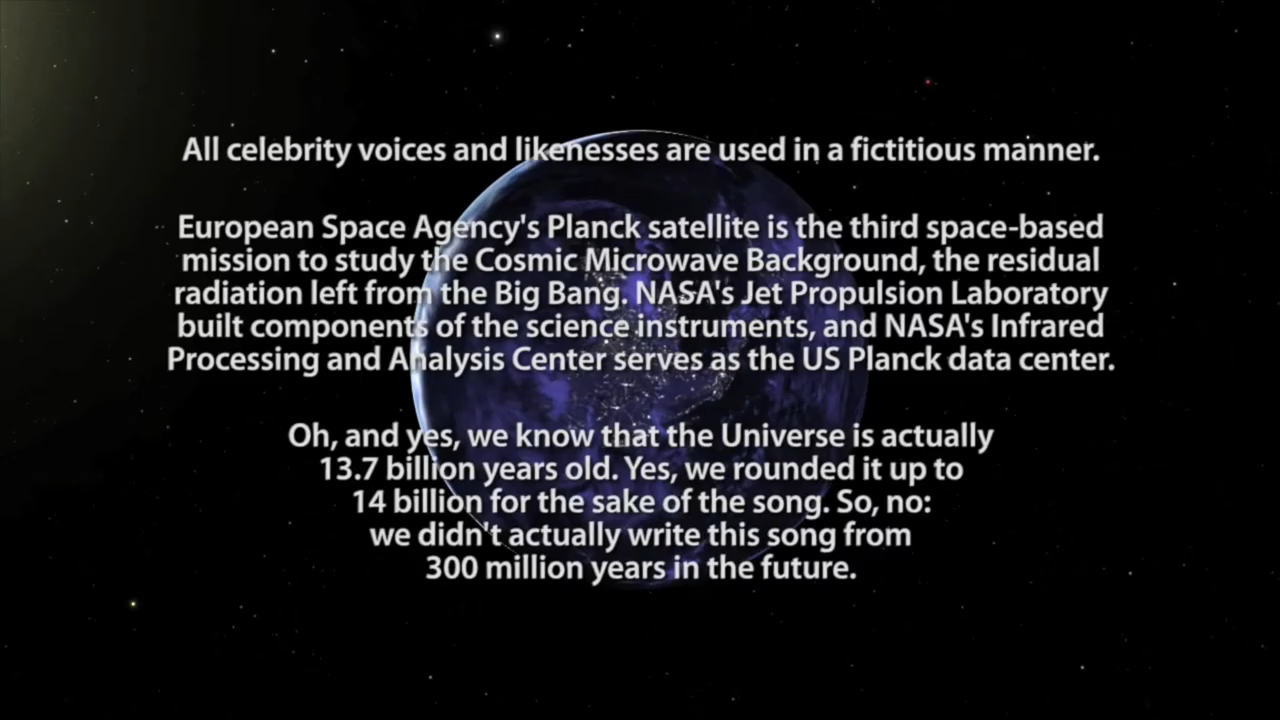 All celebrity voices and likenesses are used in a fictitious manner.
European Space Agency's Planck satellite is the third space-based
mission to study the Cosmic Microwave Background, the residual
radiation left from the Big Bang. NASA's Jet Propulsion Laboratory
built components of the science instruments, and NASA's Infrared
Processing and Analysis Center serves as the US Planck data center.
Oh, and yes, we know that the Universe is actually
13.7 billion years old. Yes, we rounded it up to
14 billion for the sake of the song. So, no:
we didn't actually write this song from
300 million years in the future.